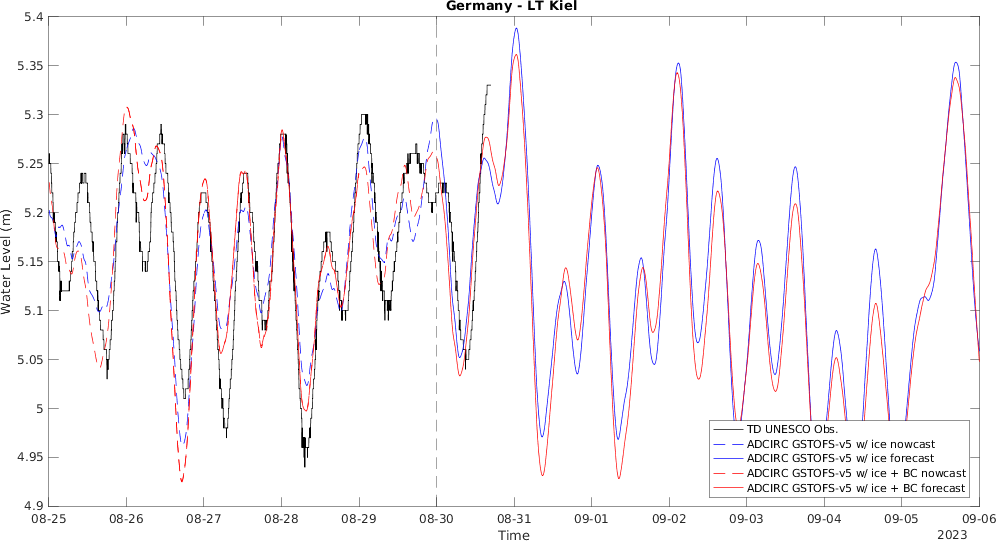 Germany - LT Kiel
5.4
5.35
5.3
5.25
5.2
5.15
5.1
5.05
5
4.95
4.9
Water Level (m)
TD UNESCO Obs.
ADCIRC GSTOFS-v5 w/ ice nowcast
ADCIRC GSTOFS-v5 w/ ice forecast
ADCIRC GSTOFS-v5 w/ ice + BC nowcast
ADCIRC GSTOFS-v5 w/ ice + BC forecast
08-25 08-26 08-27 08-28 08-29 08-30 08-31 09-01 09-02 09-03 09-04 09-05 09-06
Time
2023